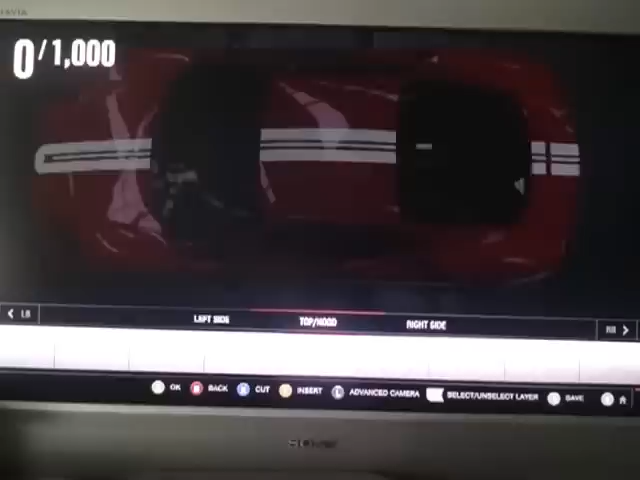 0/1,000
< LB
LEFT SIDE
TOP/HOOD
RIGHT SIDE
RB >
OK
BACK
CUT
INSERT
ADVANCED CAMERA
SELECT/UNSELECT LAYER
SAVE
SONY